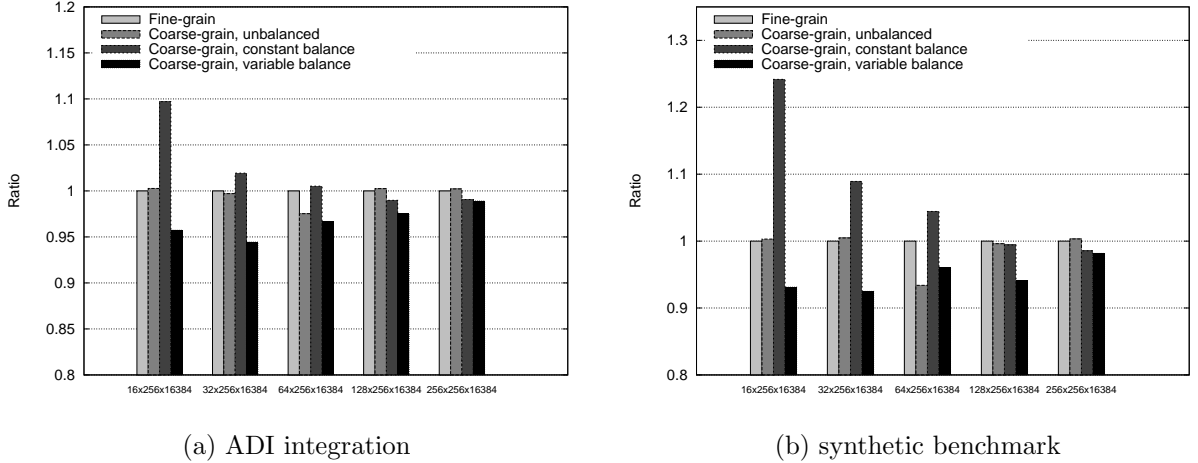 1.2
1.15
1.1
1.05
1
0.95
0.9
0.85
0.8
Ratio
Fine-grain
Coarse-grain, unbalanced
Coarse-grain, constant balance
Coarse-grain, variable balance
16x256x16384 32x256x16384 64x256x16384 128x256x16384 256x256x16384
(a) ADI integration
1.3
1.2
1.1
1
0.9
0.8
Ratio
Fine-grain
Coarse-grain, unbalanced
Coarse-grain, constant balance
Coarse-grain, variable balance
16x256x16384 32x256x16384 64x256x16384 128x256x16384 256x256x16384
(b) synthetic benchmark